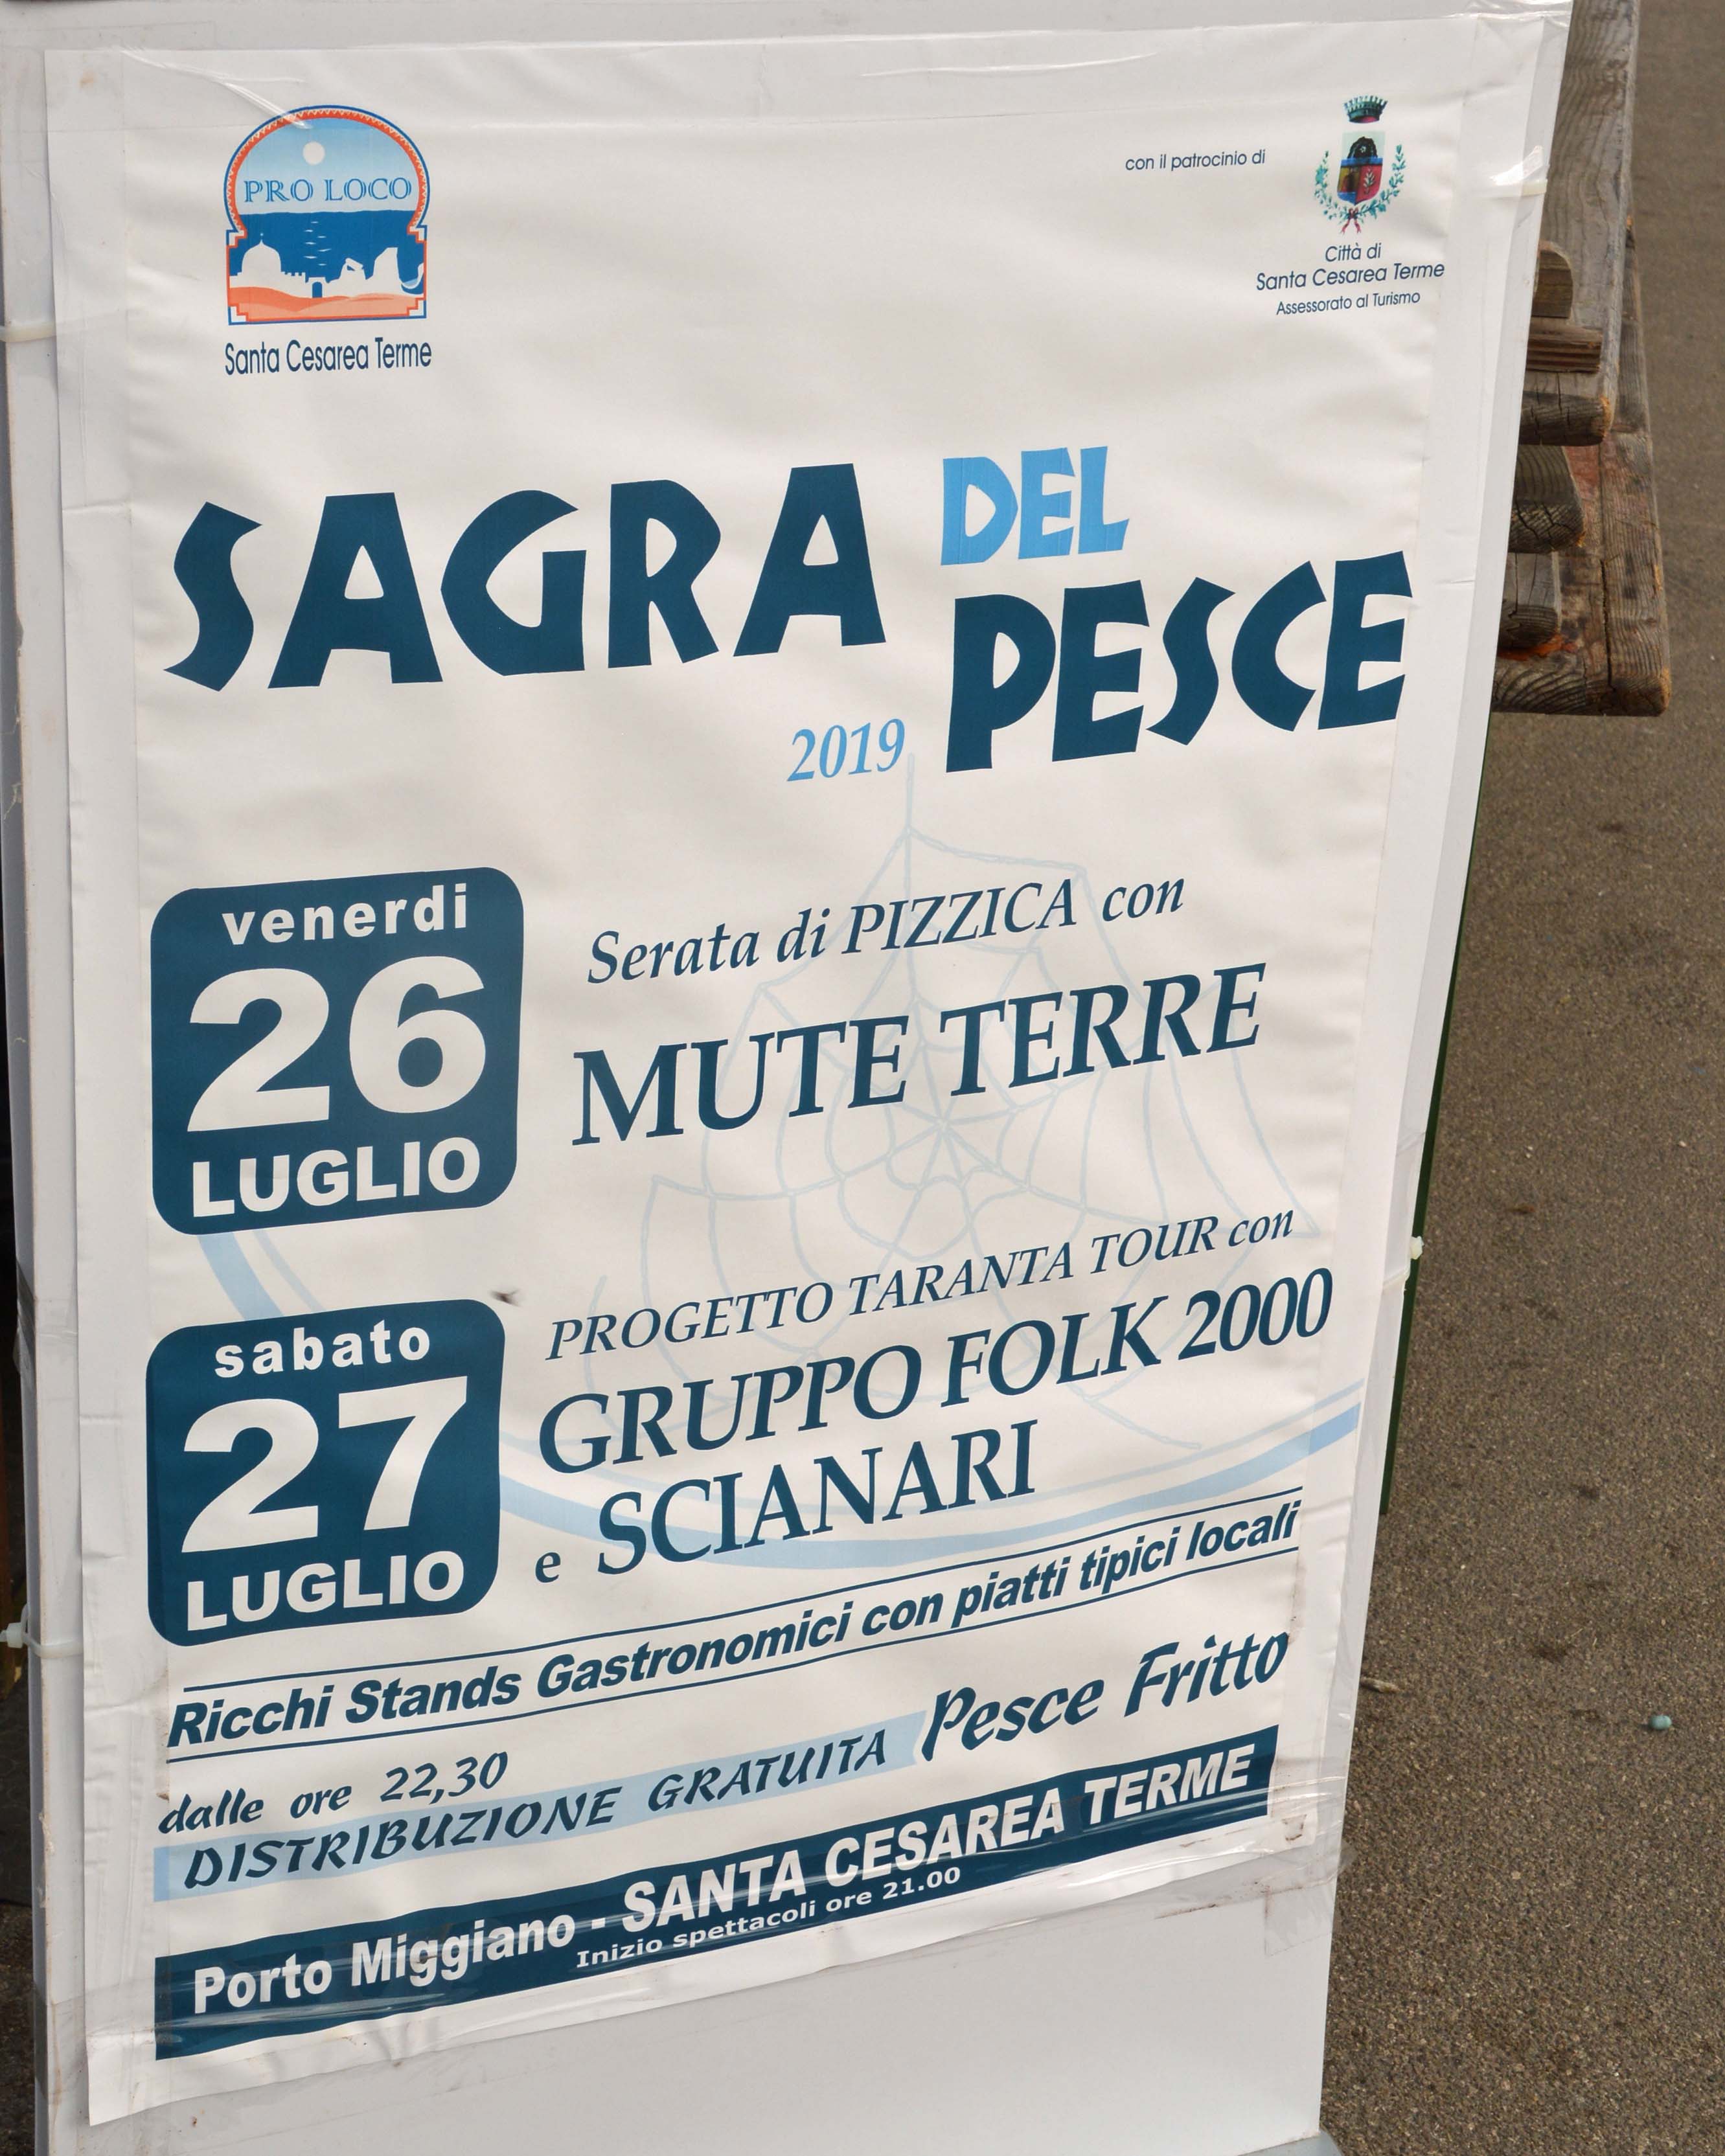 PRO LOCO
Santa Cesarea Terme
con il patrocinio di
Città di
Santa Cesarea Terme
Assessorato al Turismo
SAGRA DEL
PESCE
2019
venerdi
26
LUGLIO
Serata di PIZZICA con
MUTE TERRE
sabato
27
LUGLIO
PROGETTO TARANTA TOUR con
GRUPPO FOLK 2000
e SCIANARI
Ricchi Stands Gastronomici con piatti tipici locali
dalle ore 22,30
DISTRIBUZIONE GRATUITA Pesce Fritto
Porto Miggiano - SANTA CESAREA TERME
Inizio spettacoli ore 21.00